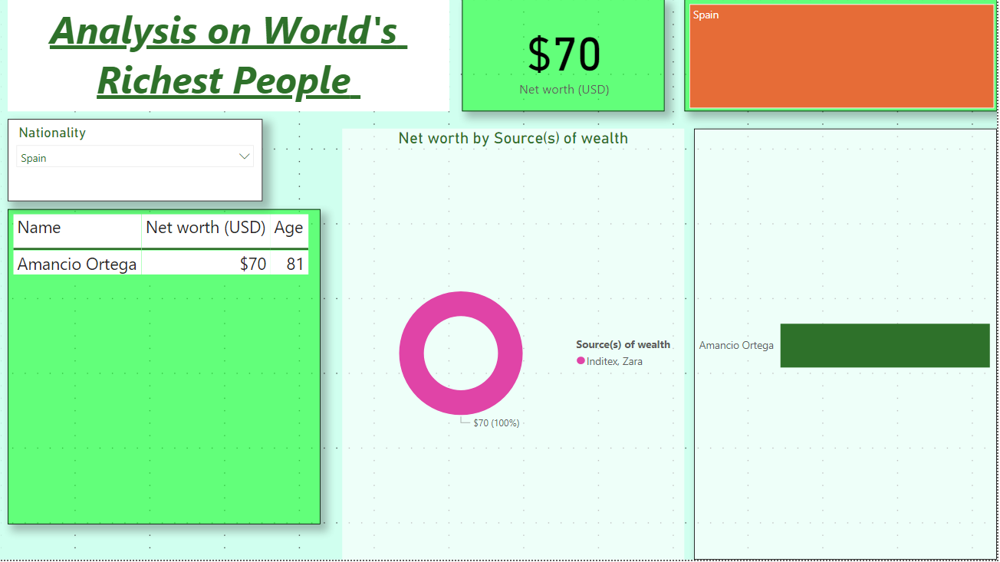 Analysis on World's
Richest People
$70
Net worth (USD)
Spain
Nationality
Spain
Name Net worth (USD) Age
Amancio Ortega $70 81
Net worth by Source(s) of wealth
Source(s) of wealth
Inditex, Zara
$70 (100%)
Amancio Ortega